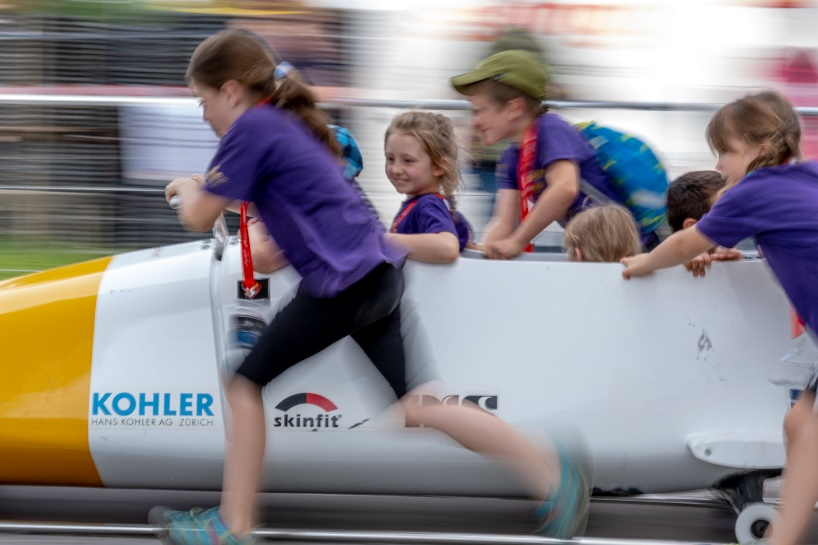 KOHLER
HANS KOHLER AG ZÜRICH
skinfit®